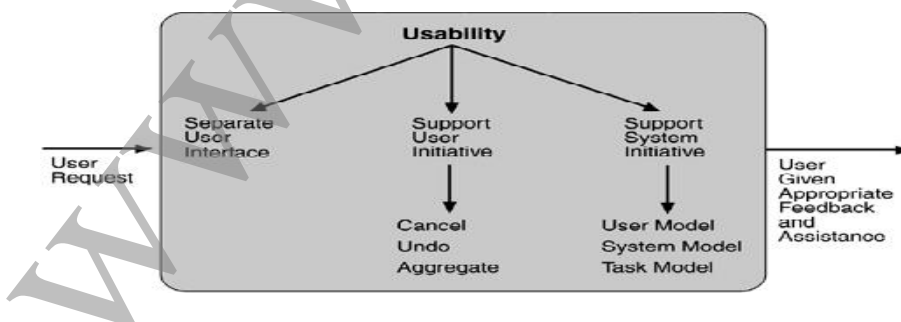 Usability
Separate
User
Interface
Support
User
Initiative
Support
System
Initiative
User
Request
Cancel
Undo
Aggregate
User Model
System Model
Task Model
User
Given
Appropriate
Feedback
and
Assistance
WWW